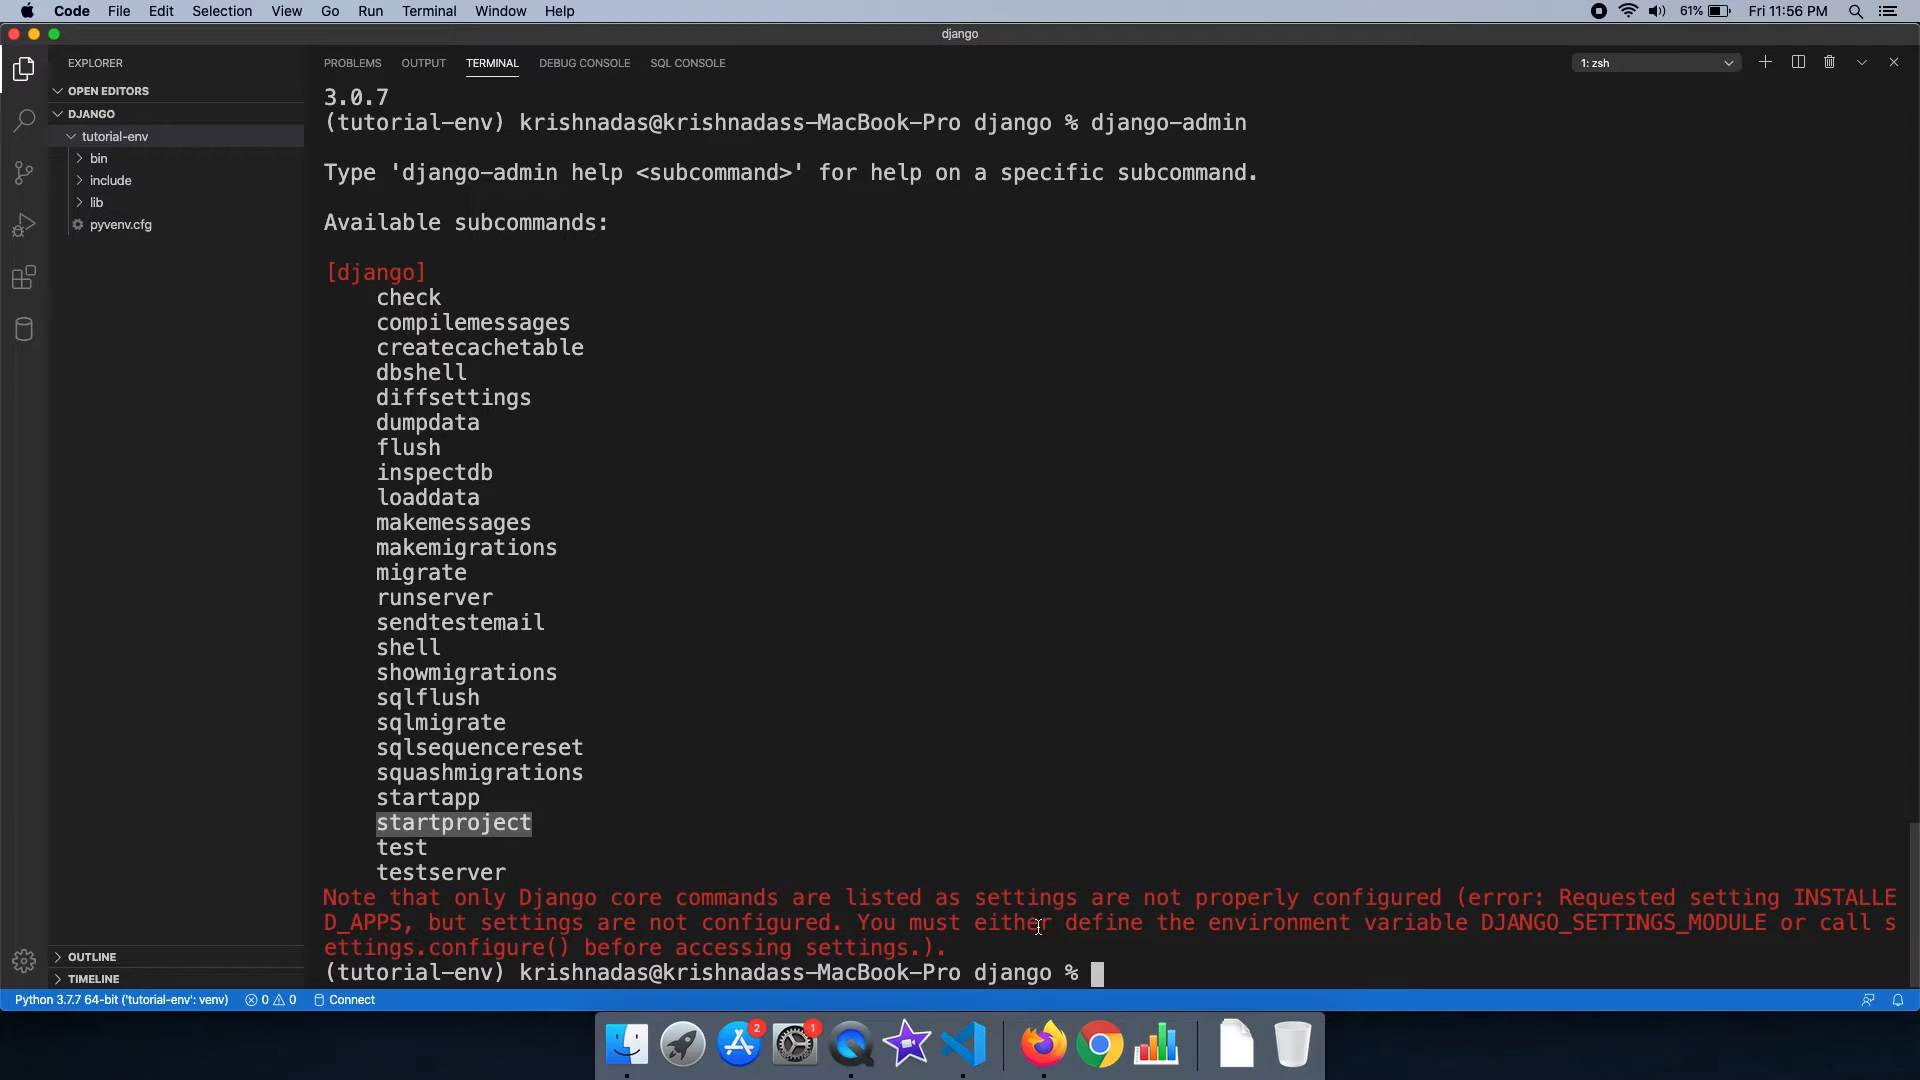 Code File Edit Selection View Go Run Terminal Window Help 61% Fri 11:56 PM
django
EXPLORER
OPEN EDITORS
DJANGO
tutorial-env
bin
include
lib
pyvenv.cfg
OUTLINE
TIMELINE
PROBLEMS OUTPUT TERMINAL DEBUG CONSOLE SQL CONSOLE 1: zsh
3.0.7
(tutorial-env) krishnadas@krishnadass-MacBook-Pro django % django-admin
Type 'django-admin help <subcommand>' for help on a specific subcommand.
Available subcommands:
[django]
check
compilemessages
createcachetable
dbshell
diffsettings
dumpdata
flush
inspectdb
loaddata
makemessages
makemigrations
migrate
runserver
sendtestemail
shell
showmigrations
sqlflush
sqlmigrate
sqlsequencereset
squashmigrations
startapp
startproject
test
testserver
Note that only Django core commands are listed as settings are not properly configured (error: Requested setting INSTALLE
D_APPS, but settings are not configured. You must either define the environment variable DJANGO_SETTINGS_MODULE or call s
ettings.configure() before accessing settings.).
(tutorial-env) krishnadas@krishnadass-MacBook-Pro django %
Python 3.7.7 64-bit ('tutorial-env': venv) 0 0 Connect
2 1